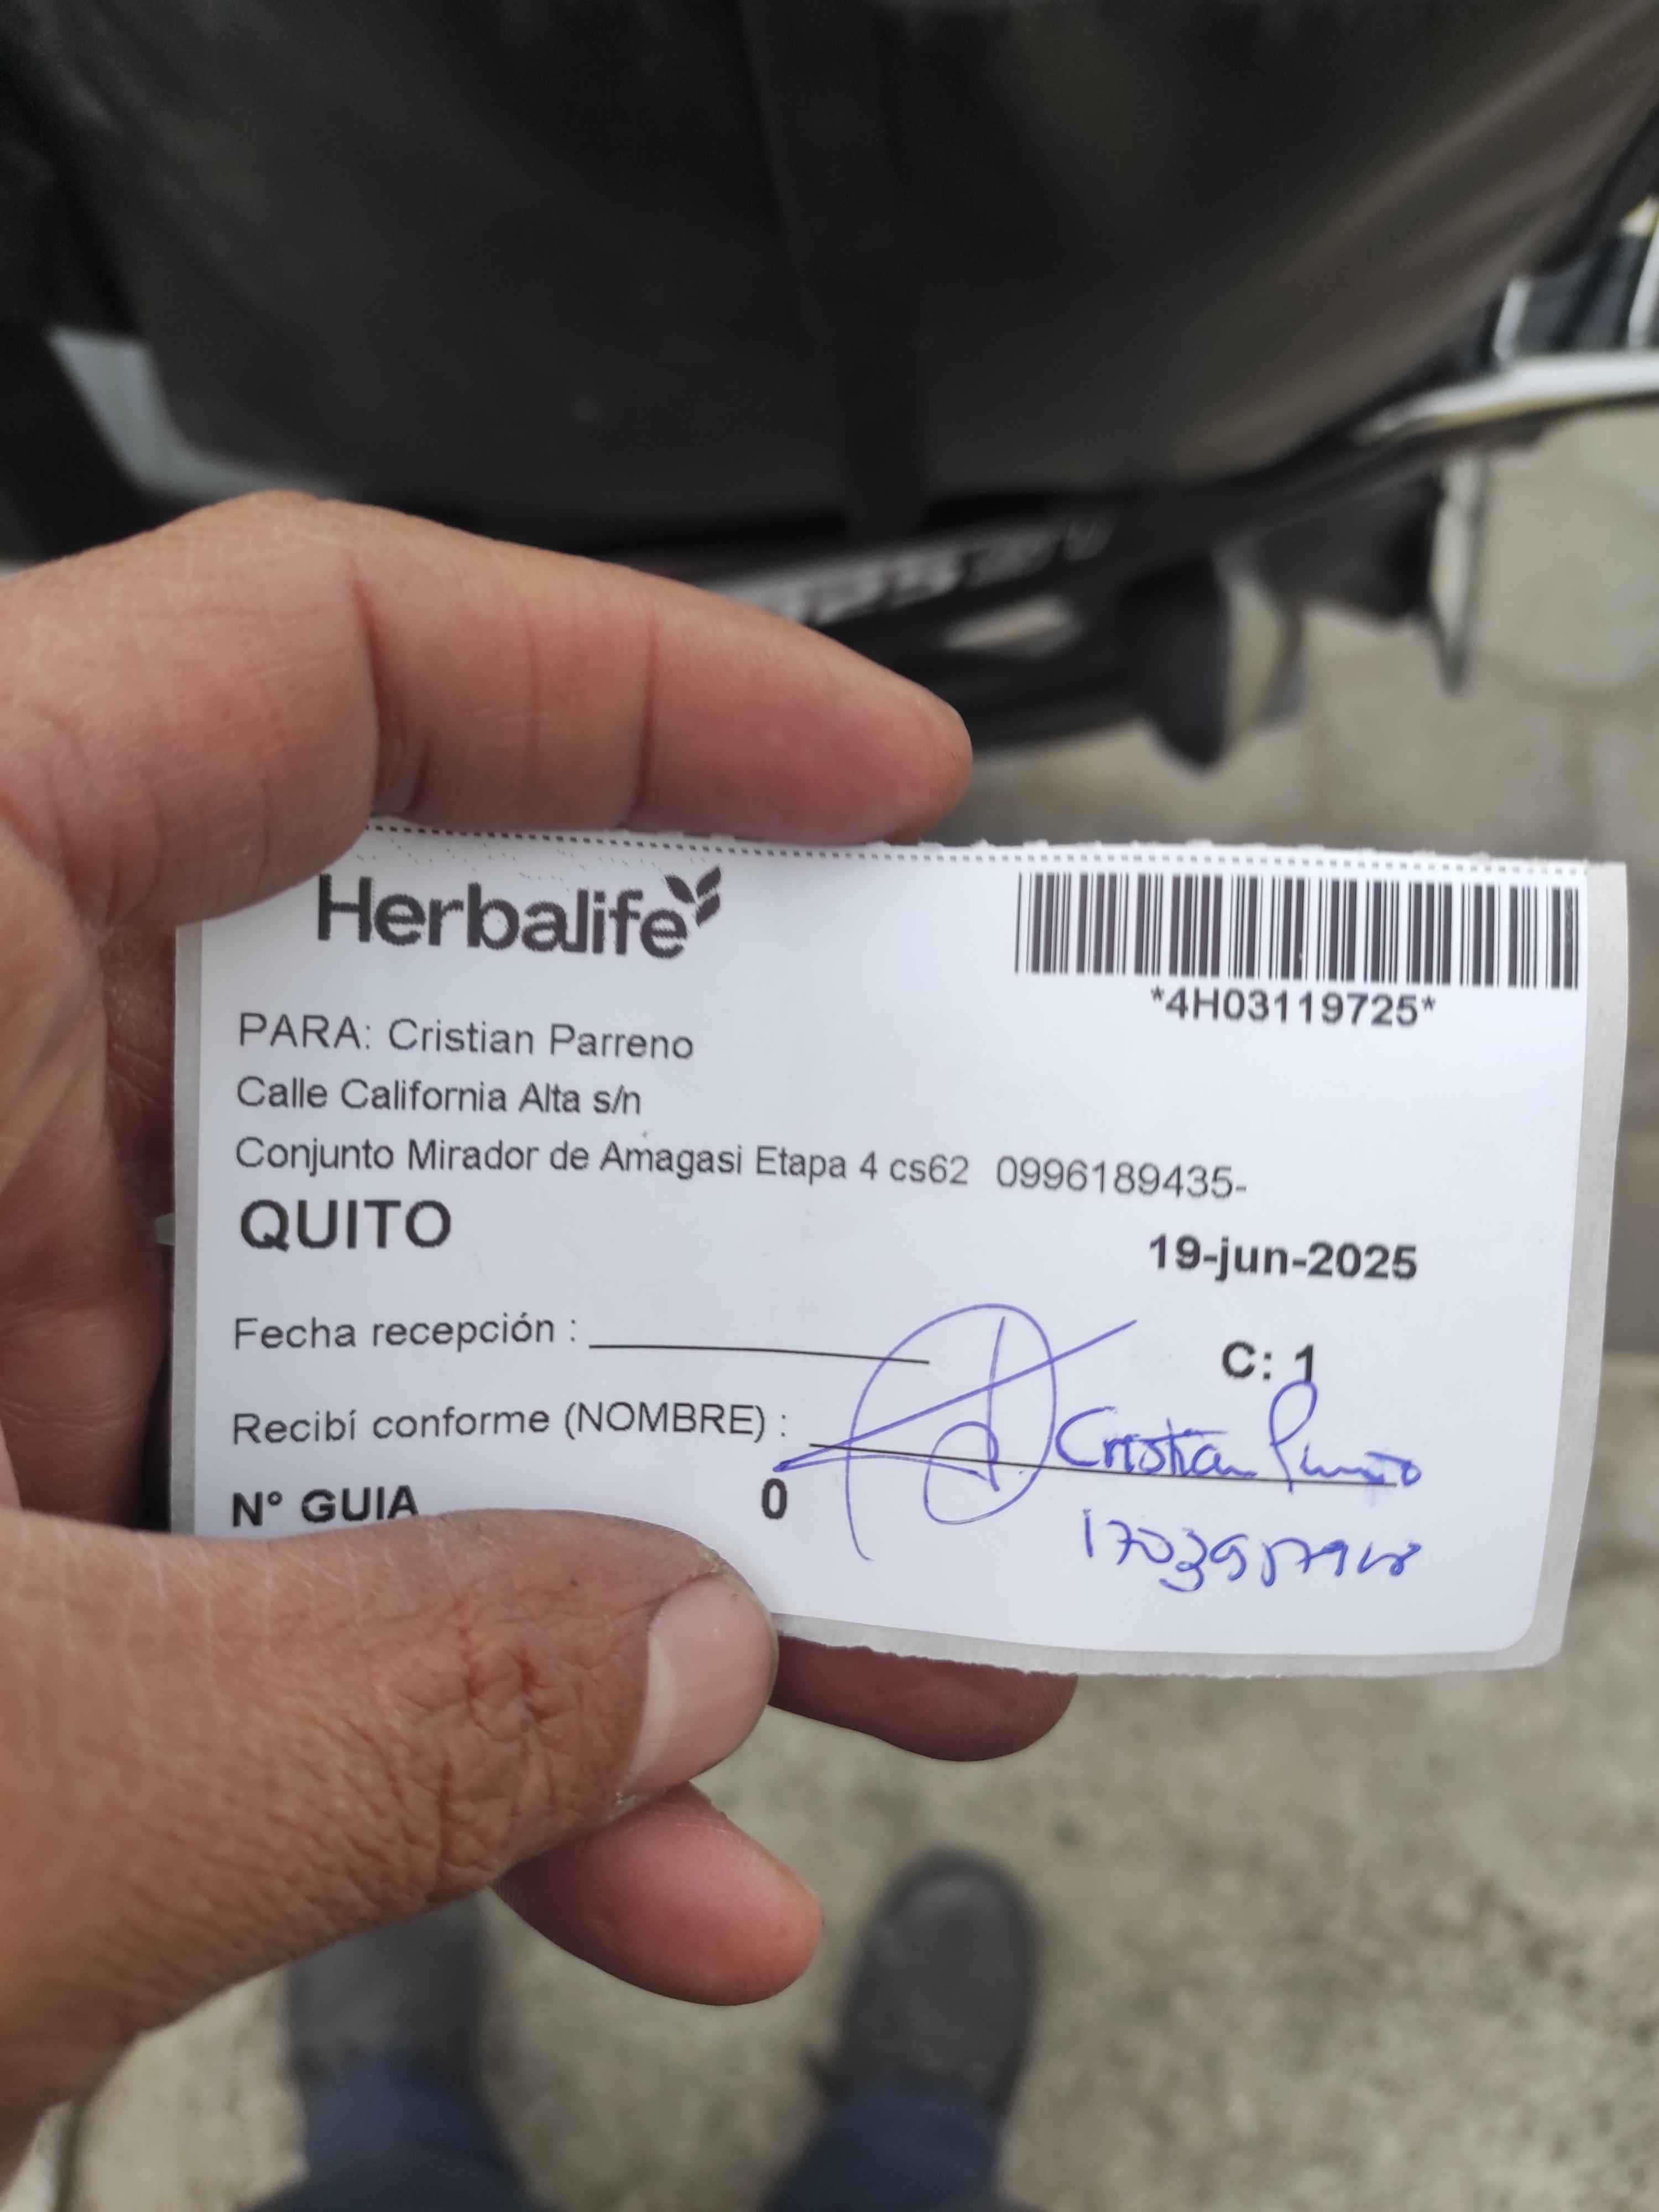 Herbalife
*4H03119725*
PARA: Cristian Parreno
Calle California Alta s/n
Conjunto Mirador de Amagasi Etapa 4 cs62 0996189435-
QUITO
19-jun-2025
Fecha recepción :
C: 1
Recibí conforme (NOMBRE) : Cristian
N° GUIA 0